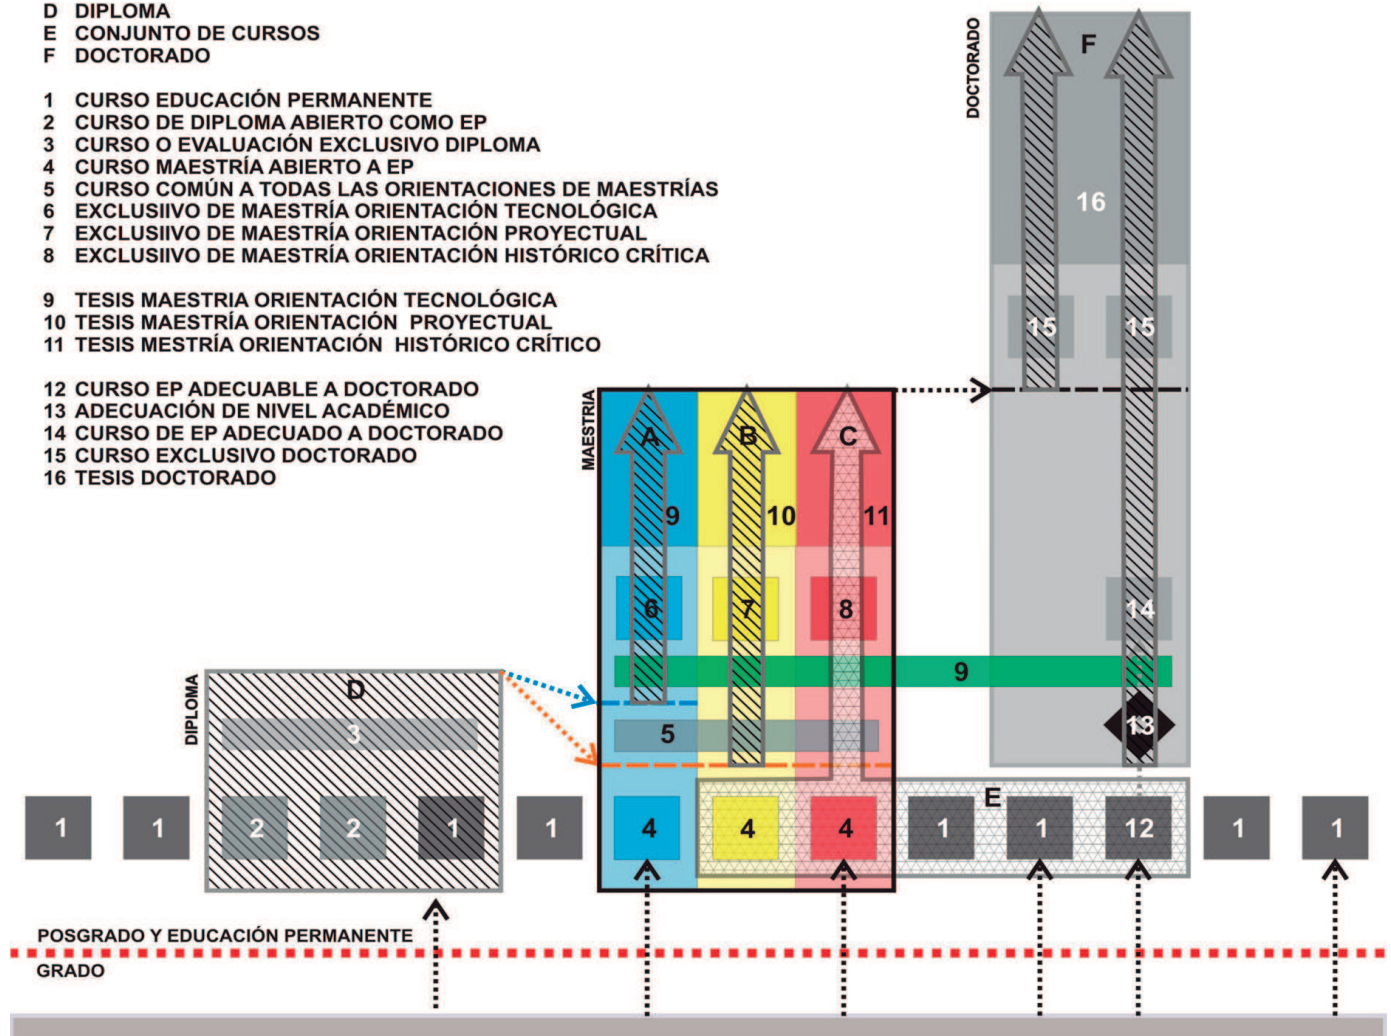 D DIPLOMA
E CONJUNTO DE CURSOS
F DOCTORADO
1 CURSO EDUCACIÓN PERMANENTE
2 CURSO DE DIPLOMA ABIERTO COMO EP
3 CURSO O EVALUACIÓN EXCLUSIVO DIPLOMA
4 CURSO MAESTRÍA ABIERTO A EP
5 CURSO COMÚN A TODAS LAS ORIENTACIONES DE MAESTRÍAS
6 EXCLUSIIVO DE MAESTRÍA ORIENTACIÓN TECNOLÓGICA
7 EXCLUSIIVO DE MAESTRÍA ORIENTACIÓN PROYECTUAL
8 EXCLUSIIVO DE MAESTRÍA ORIENTACIÓN HISTÓRICO CRÍTICA
9 TESIS MAESTRIA ORIENTACIÓN TECNOLÓGICA
10 TESIS MAESTRÍA ORIENTACIÓN PROYECTUAL
11 TESIS MESTRÍA ORIENTACIÓN HISTÓRICO CRÍTICO
12 CURSO EP ADECUABLE A DOCTORADO
13 ADECUACIÓN DE NIVEL ACADÉMICO
14 CURSO DE EP ADECUADO A DOCTORADO
15 CURSO EXCLUSIVO DOCTORADO
16 TESIS DOCTORADO
DOCTORADO
F
16
15 15
MAESTRIA
A B C
9 10 11
6 7 8 14
9
DIPLOMA
D
3
5
13
E
1 1 2 2 1 1 4 4 4 1 1 12 1 1
POSGRADO Y EDUCACIÓN PERMANENTE
GRADO